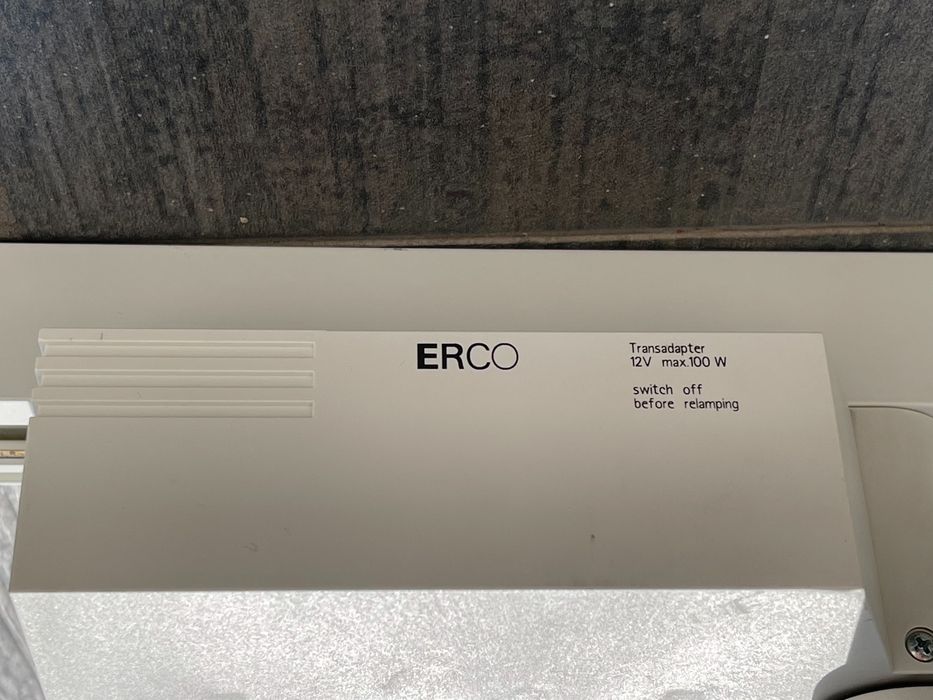 ERCO
Transadapter
12V max.100 W
switch off
before relamping